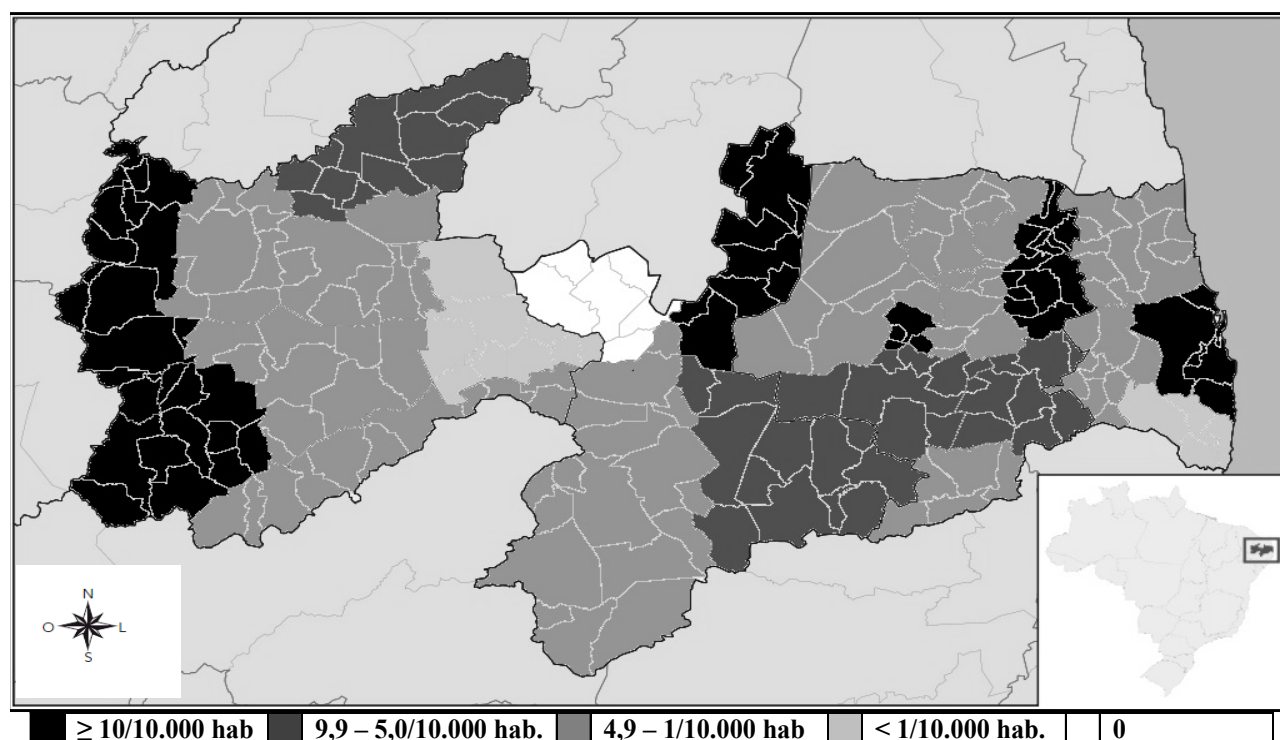 N
O L
S
≥ 10/10.000 hab 9,9 – 5,0/10.000 hab. 4,9 – 1/10.000 hab < 1/10.000 hab. 0